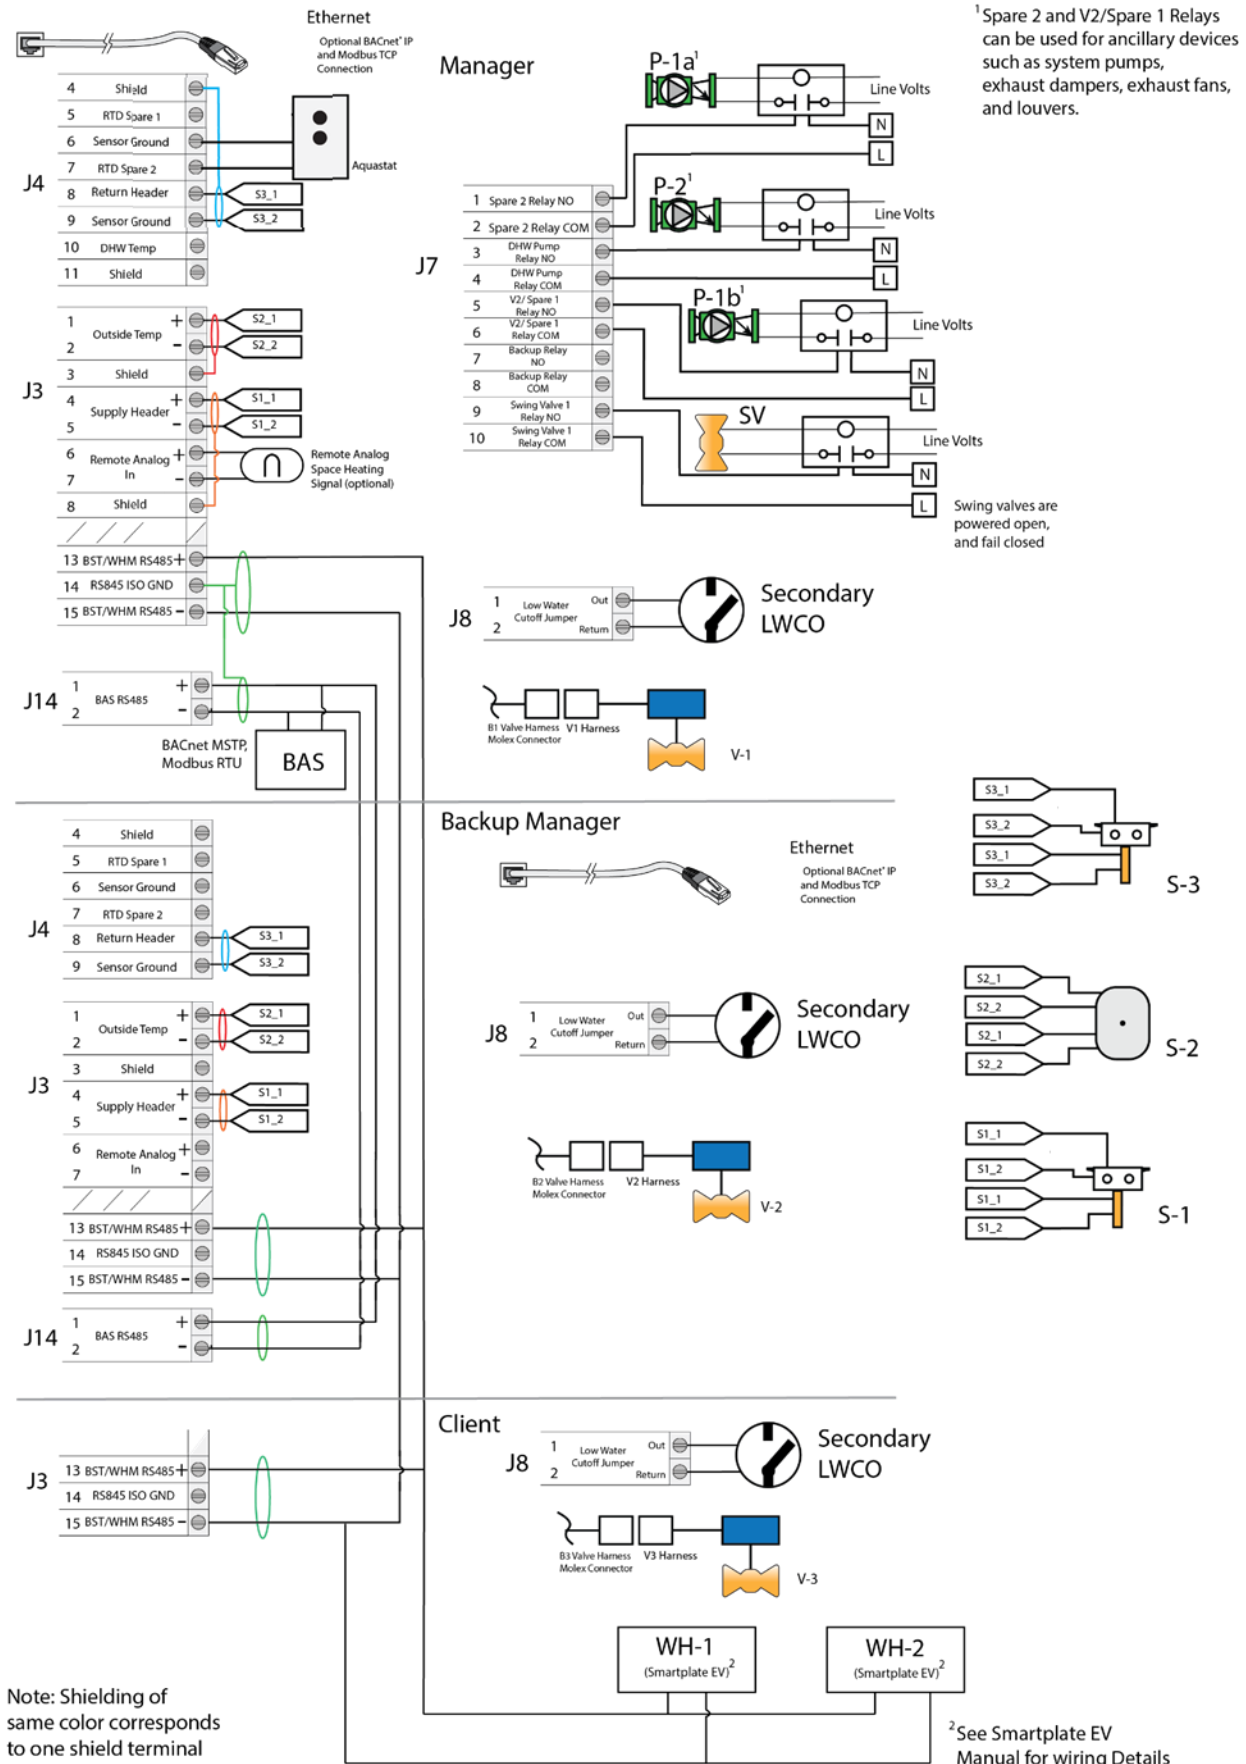 Ethernet
Optional BACnet® IP
and Modbus TCP
Connection
4 Shield
5 RTD Spare 1
6 Sensor Ground
7 RTD Spare 2
8 Return Header
9 Sensor Ground
10 DHW Temp
11 Shield
J4
Aquastat
S3_1
S3_2
1
Outside Temp +
2 −
3 Shield
4 +
Supply Header
5 −
6 +
Remote Analog
In
7 −
8 Shield
J3
S2_1
S2_2
S1_1
S1_2
Remote Analog
Space Heating
Signal (optional)
13 BST/WHM RS485 +
14 RS845 ISO GND
15 BST/WHM RS485 −
J14
1 +
BAS RS485
2 −
BACnet MSTP,
Modbus RTU
BAS
Manager
P-1a¹
Line Volts
N
L
P-2¹
Line Volts
N
L
P-1b¹
Line Volts
N
L
SV
Line Volts
N
L
Swing valves are
powered open,
and fail closed
J7
1 Spare 2 Relay NO
2 Spare 2 Relay COM
3 DHW Pump
Relay NO
4 DHW Pump
Relay COM
5 V2/ Spare 1
Relay NO
6 V2/ Spare 1
Relay COM
7 Backup Relay
NO
8 Backup Relay
COM
9 Swing Valve 1
Relay NO
10 Swing Valve 1
Relay COM
¹ Spare 2 and V2/Spare 1 Relays
can be used for ancillary devices
such as system pumps,
exhaust dampers, exhaust fans,
and louvers.
J8
1 Out
Low Water
Cutoff Jumper
2 Return
Secondary
LWCO
B1 Valve Harness
Molex Connector
V1 Harness
V-1
Backup Manager
Ethernet
Optional BACnet® IP
and Modbus TCP
Connection
J4
4 Shield
5 RTD Spare 1
6 Sensor Ground
7 RTD Spare 2
8 Return Header
9 Sensor Ground
S3_1
S3_2
J3
1 +
Outside Temp
2 −
3 Shield
4 +
Supply Header
5 −
6 +
Remote Analog
In
7 −
S2_1
S2_2
S1_1
S1_2
13 BST/WHM RS485 +
14 RS845 ISO GND
15 BST/WHM RS485 −
J14
1 +
BAS RS485
2 −
J8
1 Out
Low Water
Cutoff Jumper
2 Return
Secondary
LWCO
B2 Valve Harness
Molex Connector
V2 Harness
V-2
S3_1
S3_2
S3_1
S3_2
S-3
S2_1
S2_2
S2_1
S2_2
S-2
S1_1
S1_2
S1_1
S1_2
S-1
Client
J3
13 BST/WHM RS485 +
14 RS845 ISO GND
15 BST/WHM RS485 −
J8
1 Out
Low Water
Cutoff Jumper
2 Return
Secondary
LWCO
B3 Valve Harness
Molex Connector
V3 Harness
V-3
WH-1
(Smartplate EV)²
WH-2
(Smartplate EV)²
Note: Shielding of
same color corresponds
to one shield terminal
² See Smartplate EV
Manual for wiring Details